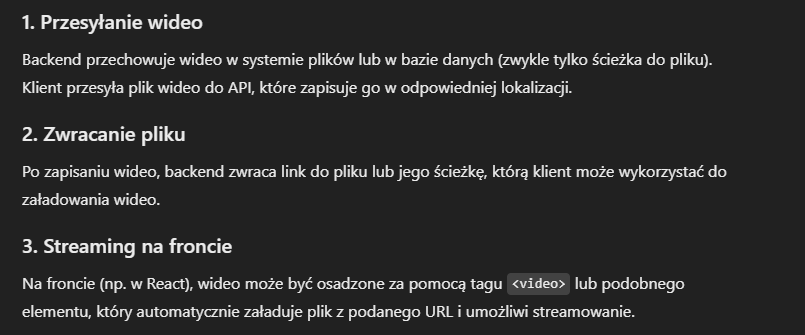 1. Przesyłanie wideo
Backend przechowuje wideo w systemie plików lub w bazie danych (zwykle tylko ścieżka do pliku).
Klient przesyła plik wideo do API, które zapisuje go w odpowiedniej lokalizacji.
2. Zwracanie pliku
Po zapisaniu wideo, backend zwraca link do pliku lub jego ścieżkę, którą klient może wykorzystać do
załadowania wideo.
3. Streaming na froncie
Na froncie (np. w React), wideo może być osadzone za pomocą tagu <video> lub podobnego
elementu, który automatycznie załaduje plik z podanego URL i umożliwi streamowanie.